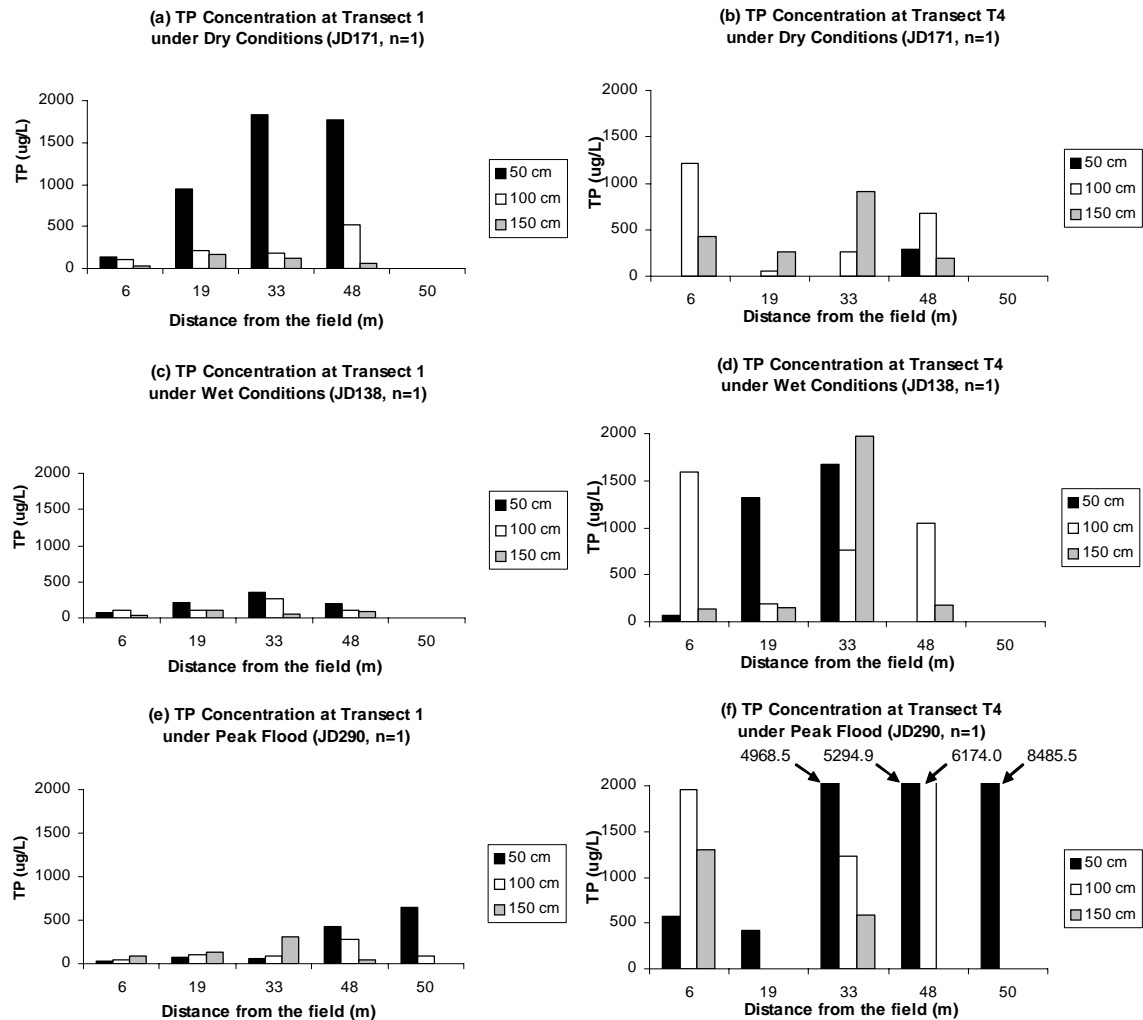 (a) TP Concentration at Transect 1
under Dry Conditions (JD171, n=1)
2000
1500
1000
500
0
TP (ug/L)
6 19 33 48 50
Distance from the field (m)
50 cm
100 cm
150 cm
(b) TP Concentration at Transect T4
under Dry Conditions (JD171, n=1)
2000
1500
1000
500
0
TP (ug/L)
6 19 33 48 50
Distance from the field (m)
50 cm
100 cm
150 cm
(c) TP Concentration at Transect 1
under Wet Conditions (JD138, n=1)
2000
1500
1000
500
0
TP (ug/L)
6 19 33 48 50
Distance from the field (m)
50 cm
100 cm
150 cm
(d) TP Concentration at Transect T4
under Wet Conditions (JD138, n=1)
2000
1500
1000
500
0
TP (ug/L)
6 19 33 48 50
Distance from the field (m)
50 cm
100 cm
150 cm
(e) TP Concentration at Transect 1
under Peak Flood (JD290, n=1)
2000
1500
1000
500
0
TP (ug/L)
6 19 33 48 50
Distance from the field (m)
50 cm
100 cm
150 cm
(f) TP Concentration at Transect T4
under Peak Flood (JD290, n=1)
4968.5 5294.9 6174.0 8485.5
2000
1500
1000
500
0
TP (ug/L)
6 19 33 48 50
Distance from the field (m)
50 cm
100 cm
150 cm